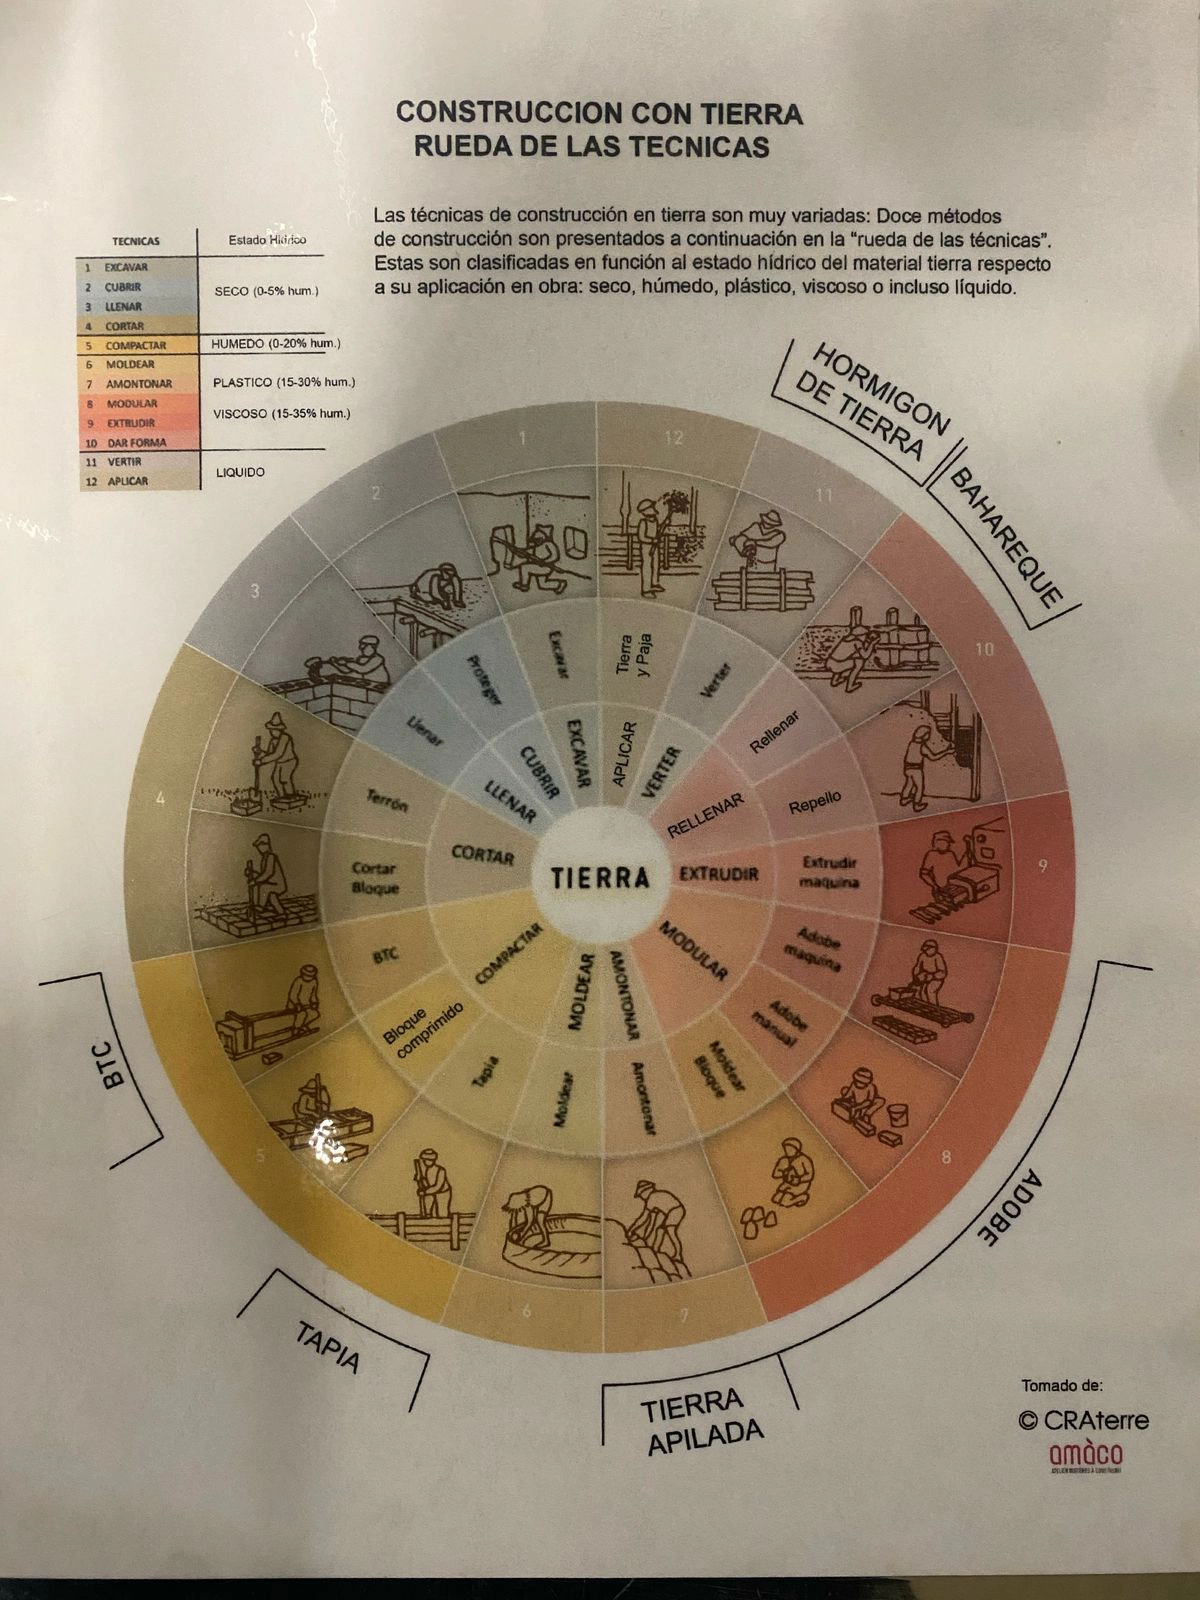 CONSTRUCCION CON TIERRA
RUEDA DE LAS TECNICAS
Las técnicas de construcción en tierra son muy variadas: Doce métodos
de construcción son presentados a continuación en la “rueda de las técnicas”.
Estas son clasificadas en función al estado hídrico del material tierra respecto
a su aplicación en obra: seco, húmedo, plástico, viscoso o incluso líquido.
TECNICAS
Estado Hídrico
1 EXCAVAR
2 CUBRIR
3 LLENAR
4 CORTAR
SECO (0-5% hum.)
5 COMPACTAR
HUMEDO (0-20% hum.)
6 MOLDEAR
7 AMONTONAR
PLASTICO (15-30% hum.)
8 MODULAR
9 EXTRUDIR
10 DAR FORMA
VISCOSO (15-35% hum.)
11 VERTIR
12 APLICAR
LIQUIDO
HORMIGON
DE TIERRA
BAHAREQUE
ADOBE
TIERRA
APILADA
TAPIA
BTC
1
12
11
10
9
8
7
6
5
4
3
2
Excavar
Tierra
y Paja
Verter
Rellenar
Repello
Extrudir
maquina
Adobe
maquina
Adobe
manual
Moldear
Bloque
Amontonar
Moldear
Tapia
Bloque
comprimido
BTC
Cortar
Bloque
Terrón
Llenar
Proteger
EXCAVAR
APLICAR
VERTER
RELLENAR
EXTRUDIR
MODULAR
AMONTONAR
MOLDEAR
COMPACTAR
CORTAR
LLENAR
CUBRIR
TIERRA
Tomado de:
© CRAterre
amàco